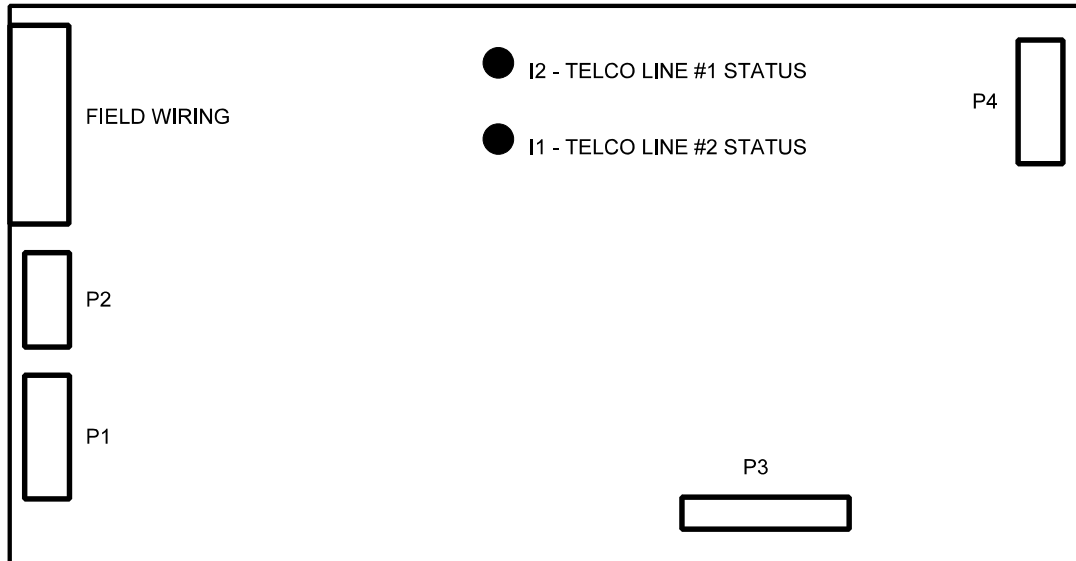 I2 - TELCO LINE #1 STATUS
P4
FIELD WIRING
I1 - TELCO LINE #2 STATUS
P2
P1
P3